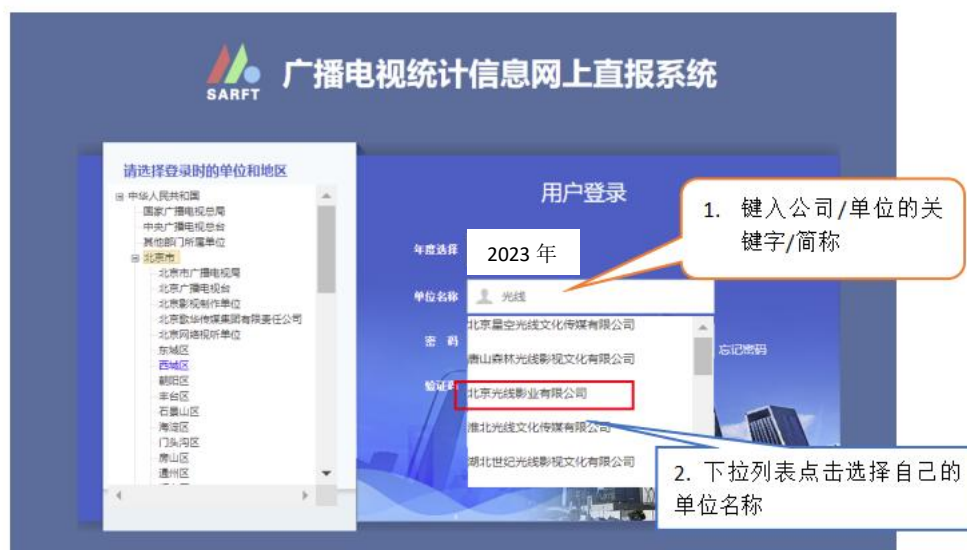 SARFT
广播电视统计信息网上直报系统
请选择登录时的单位和地区
中华人民共和国
国家广播电视总局
中央广播电视总台
其他部门所属单位
北京市
北京市广播电视局
北京广播电视台
北京影视制作单位
北京歌华传媒集团有限责任公司
北京网络视听单位
东城区
西城区
朝阳区
丰台区
石景山区
海淀区
门头沟区
房山区
通州区
用户登录
年度选择
2023 年
单位名称
光线
密 码
忘记密码
验证码
北京星空光线文化传媒有限公司
唐山森林光线影视文化有限公司
北京光线影业有限公司
淮北光线文化传媒有限公司
湖北世纪光线影视文化有限公司
1. 键入公司/单位的关
键字/简称
2. 下拉列表点击选择自己的
单位名称